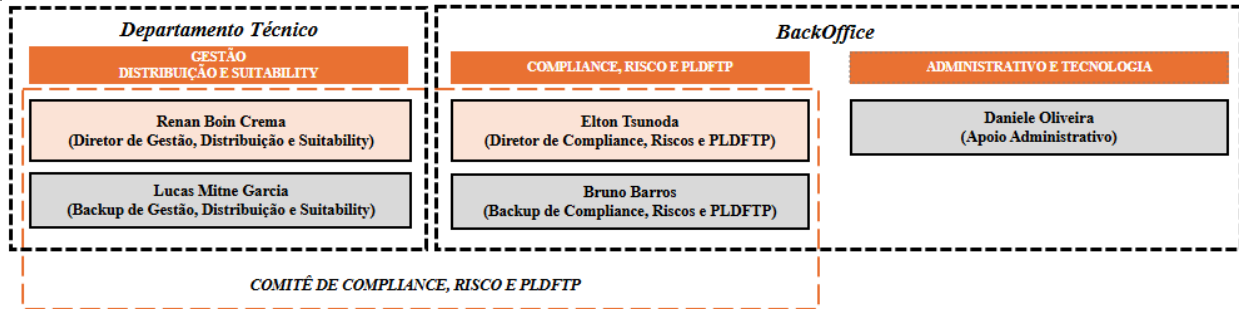 Departamento Técnico
GESTÃO
DISTRIBUIÇÃO E SUITABILITY
Renan Boin Crema
(Diretor de Gestão, Distribuição e Suitability)
Lucas Mitne Garcia
(Backup de Gestão, Distribuição e Suitability)
BackOffice
COMPLIANCE, RISCO E PLDFTP
Elton Tsunoda
(Diretor de Compliance, Riscos e PLDFTP)
Bruno Barros
(Backup de Compliance, Riscos e PLDFTP)
ADMINISTRATIVO E TECNOLOGIA
Daniele Oliveira
(Apoio Administrativo)
COMITÊ DE COMPLIANCE, RISCO E PLDFTP